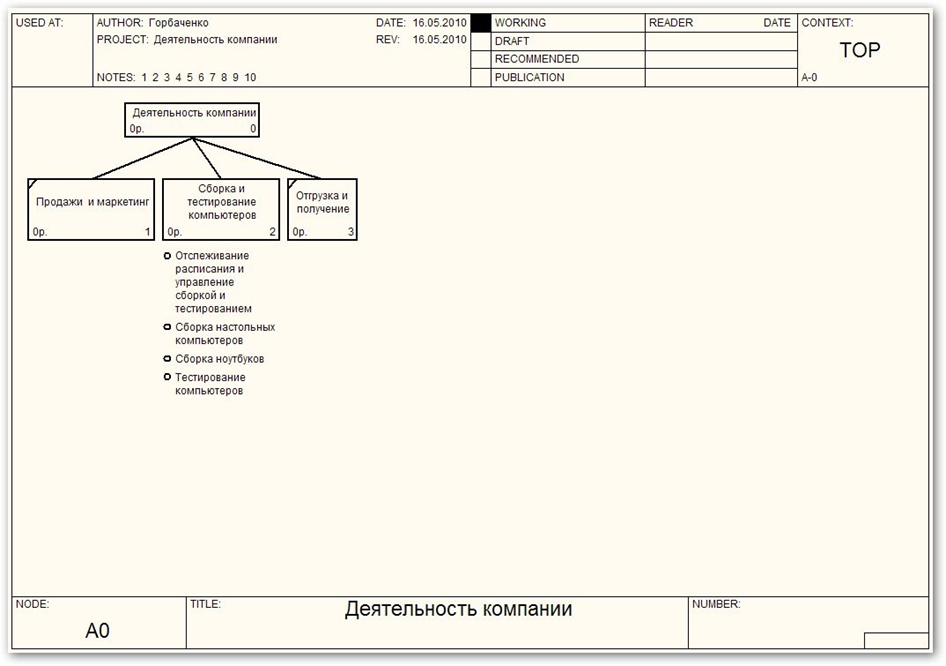 USED AT:
AUTHOR: Горбаченко
DATE: 16.05.2010
WORKING
READER
DATE
CONTEXT:
PROJECT: Деятельность компании
REV: 16.05.2010
DRAFT
TOP
RECOMMENDED
NOTES: 1 2 3 4 5 6 7 8 9 10
PUBLICATION
A-0
Деятельность компании
0р.
0
Продажи и маркетинг
0р.
1
Сборка и
тестирование
компьютеров
0р.
2
Отгрузка и
получение
0р.
3
Отслеживание
расписания и
управление
сборкой и
тестированием
Сборка настольных
компьютеров
Сборка ноутбуков
Тестирование
компьютеров
NODE:
A0
TITLE:
Деятельность компании
NUMBER: